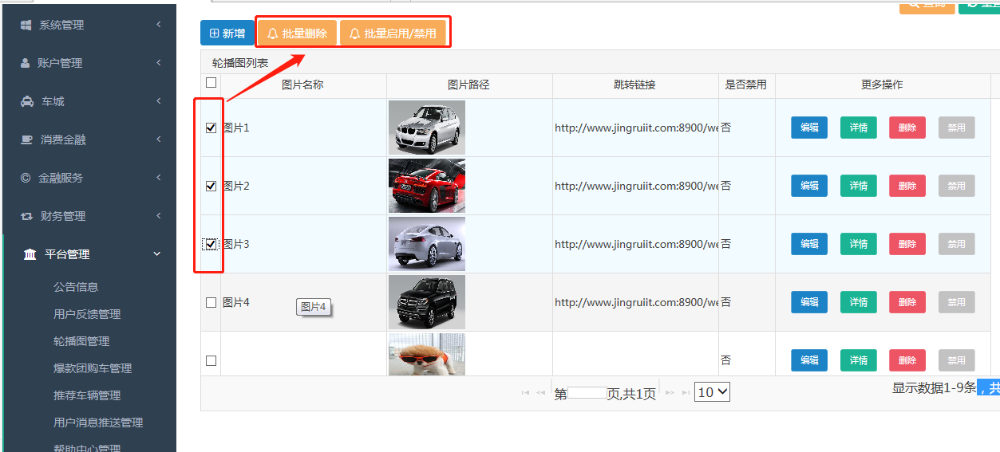 查询
重置
系统管理
账户管理
车城
消费金融
金融服务
财务管理
平台管理
公告信息
用户反馈管理
轮播图管理
爆款团购车管理
推荐车辆管理
用户消息推送管理
帮助中心管理
新增 批量删除 批量启用/禁用
轮播图列表
图片名称 图片路径 跳转链接 是否禁用 更多操作
图片1 http://www.jingruiit.com:8900/we 否 编辑 详情 删除 禁用
图片2 http://www.jingruiit.com:8900/we 否 编辑 详情 删除 禁用
图片3 http://www.jingruiit.com:8900/we 否 编辑 详情 删除 禁用
图片4 图片4 http://www.jingruiit.com:8900/we 否 编辑 详情 删除 禁用
否 编辑 详情 删除 禁用
第 页,共1页 10 显示数据1-9条，共